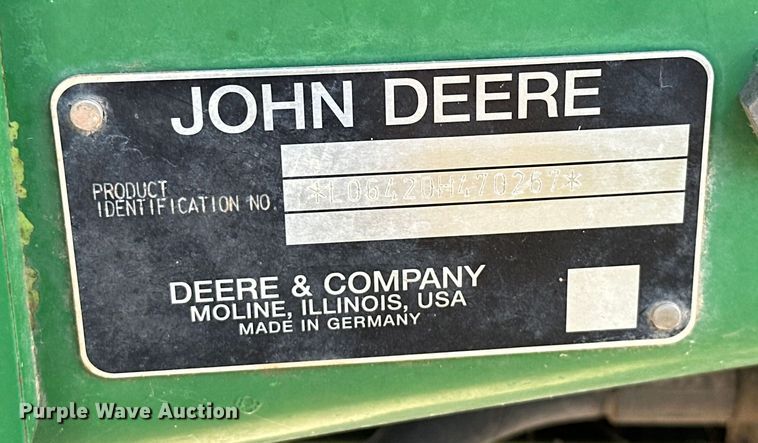 JOHN DEERE
PRODUCT
IDENTIFICATION NO.
*L06420H470267*
DEERE & COMPANY
MOLINE, ILLINOIS, USA
MADE IN GERMANY
Purple Wave Auction